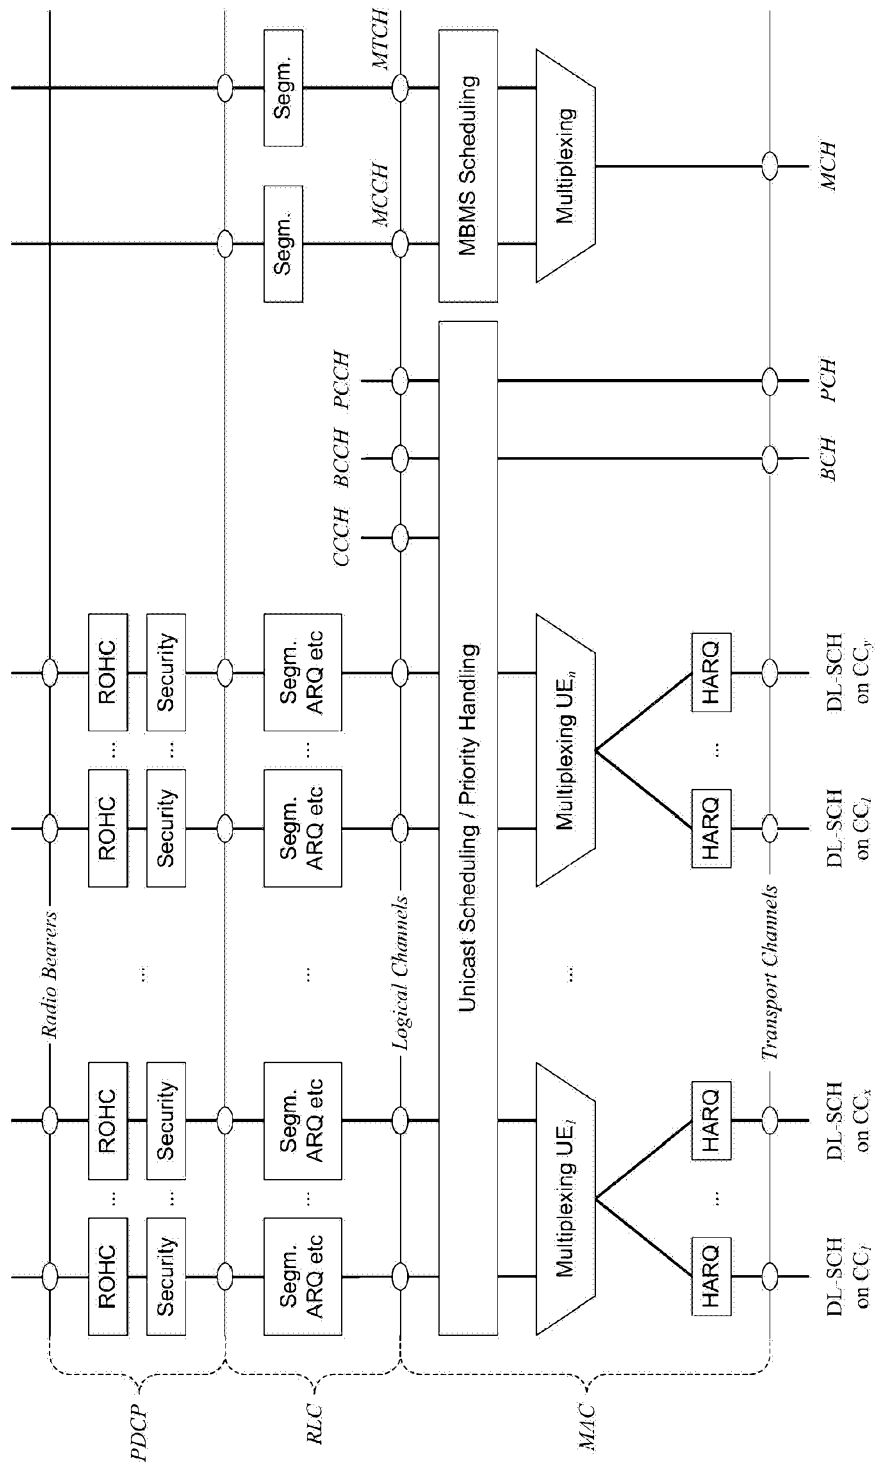 Radio Bearers
ROHC ... ROHC ROHC ... ROHC
PDCP ...
Security ... Security Security ... Security
Segm. Segm. Segm. Segm. Segm. Segm.
RLC ... ... ...
ARQ etc ARQ etc ARQ etc ARQ etc
CCCH BCCH PCCH MCCH MTCH
Logical Channels
Unicast Scheduling / Priority Handling MBMS Scheduling
Multiplexing UE1 ... Multiplexing UEn Multiplexing
MAC
HARQ ... HARQ HARQ ... HARQ
Transport Channels
DL-SCH DL-SCH DL-SCH DL-SCH BCH PCH MCH
on CC1 on CCx on CC1 on CCy